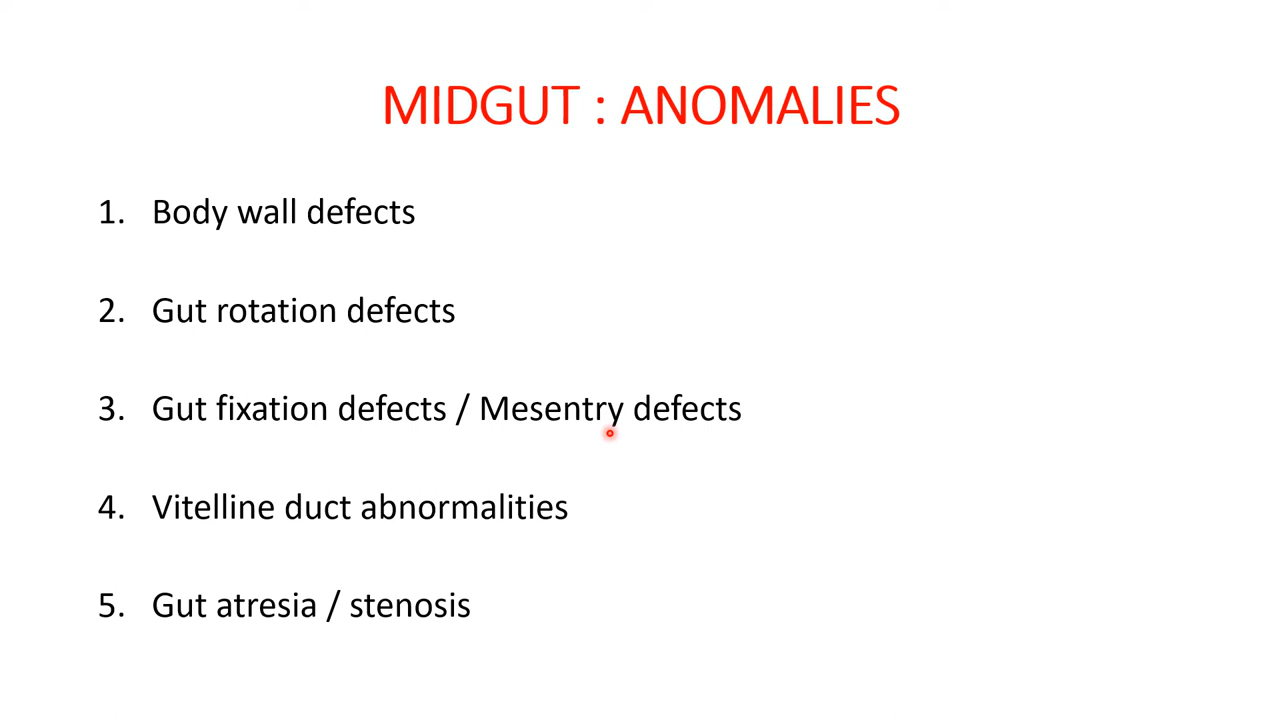 MIDGUT : ANOMALIES
1. Body wall defects
2. Gut rotation defects
3. Gut fixation defects / Mesentry defects
4. Vitelline duct abnormalities
5. Gut atresia / stenosis